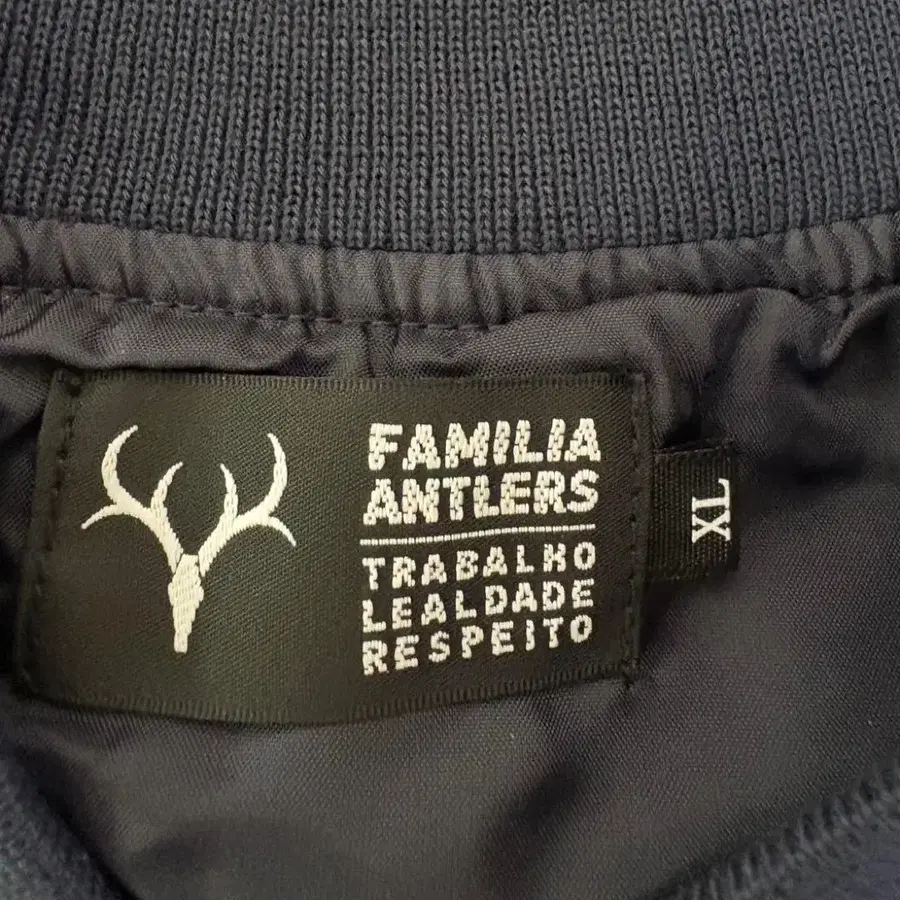 FAMILIA
ANTLERS
TRABALHO
LEALDADE
RESPEITO
XL